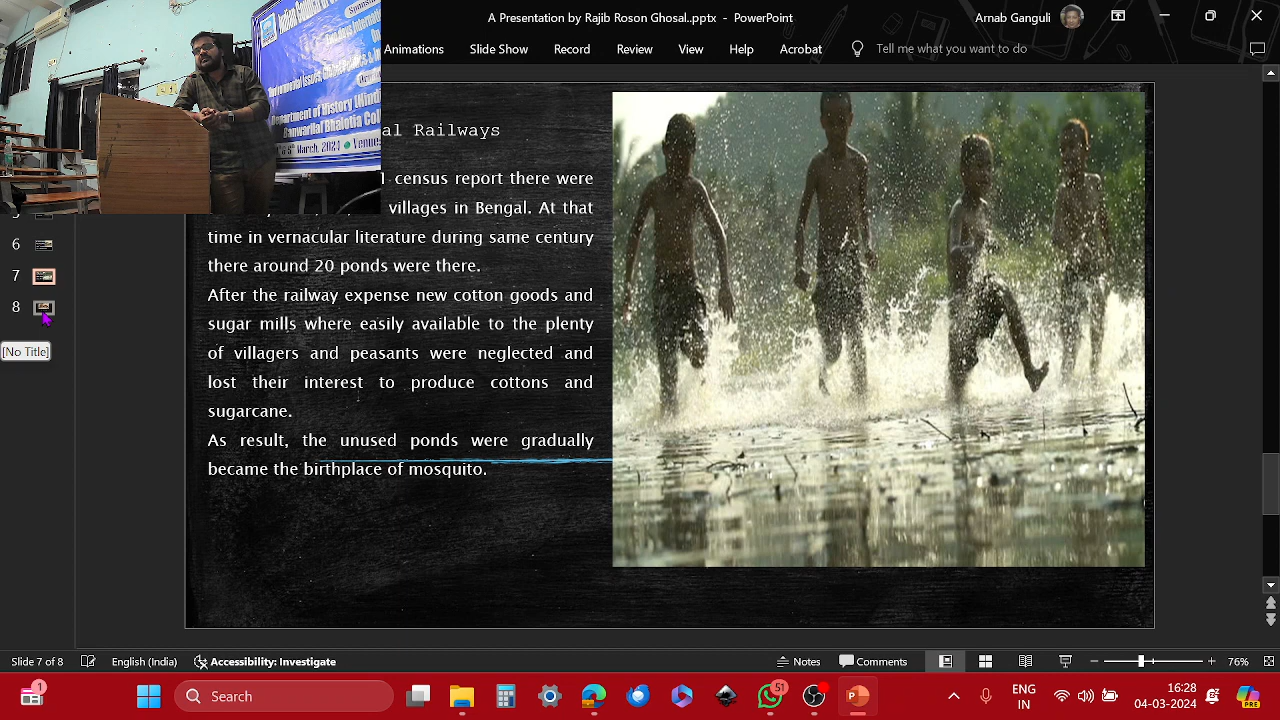 A Presentation by Rajib Roson Ghosal..pptx - PowerPoint
Arnab Ganguli
Animations Slide Show Record Review View Help Acrobat Tell me what you want to do
Department of History
Banwarilal Bhalotia
March, 2024
al Railways
census report there were
villages in Bengal. At that
time in vernacular literature during same century
there around 20 ponds were there.
After the railway expense new cotton goods and
sugar mills where easily available to the plenty
of villagers and peasants were neglected and
lost their interest to produce cottons and
sugarcane.
As result, the unused ponds were gradually
became the birthplace of mosquito.
6
7
8
[No Title]
Slide 7 of 8 English (India) Accessibility: Investigate Notes Comments 76%
1 Search 51 ENG IN 16:28 04-03-2024 PRE